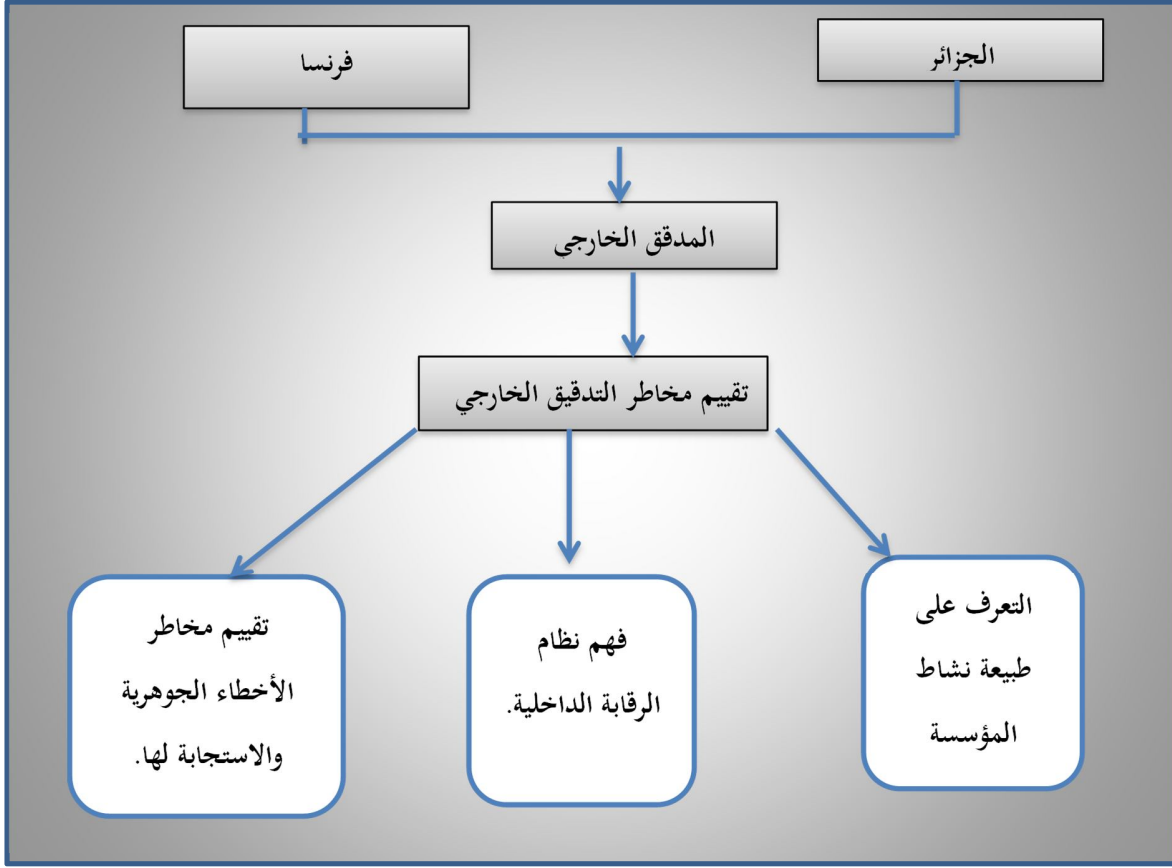 الجزائر
فرنسا
المدقق الخارجي
تقييم مخاطر التدقيق الخارجي
التعرف على
طبيعة نشاط
المؤسسة
فهم نظام
الرقابة الداخلية.
تقييم مخاطر
الأخطاء الجوهرية
والاستجابة لها.